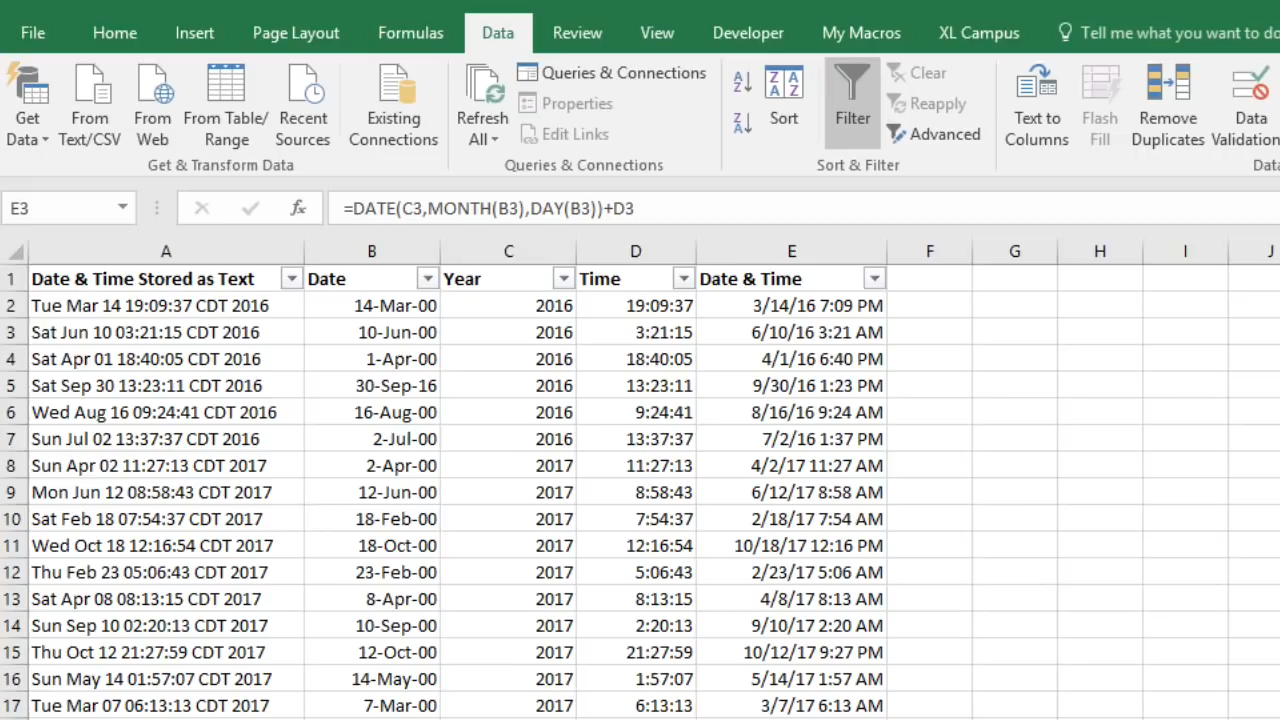 File Home Insert Page Layout Formulas Data Review View Developer My Macros XL Campus Tell me what you want to do
Get Data
From Text/CSV
From Web
From Table/ Range
Recent Sources
Existing Connections
Get & Transform Data
Refresh All
Queries & Connections
Properties
Edit Links
Queries & Connections
Sort
Filter
Clear
Reapply
Advanced
Sort & Filter
Text to Columns
Flash Fill
Remove Duplicates
Data Validation
Data
E3 fx =DATE(C3,MONTH(B3),DAY(B3))+D3
A B C D E F G H I J
1 Date & Time Stored as Text Date Year Time Date & Time
2 Tue Mar 14 19:09:37 CDT 2016 14-Mar-00 2016 19:09:37 3/14/16 7:09 PM
3 Sat Jun 10 03:21:15 CDT 2016 10-Jun-00 2016 3:21:15 6/10/16 3:21 AM
4 Sat Apr 01 18:40:05 CDT 2016 1-Apr-00 2016 18:40:05 4/1/16 6:40 PM
5 Sat Sep 30 13:23:11 CDT 2016 30-Sep-16 2016 13:23:11 9/30/16 1:23 PM
6 Wed Aug 16 09:24:41 CDT 2016 16-Aug-00 2016 9:24:41 8/16/16 9:24 AM
7 Sun Jul 02 13:37:37 CDT 2016 2-Jul-00 2016 13:37:37 7/2/16 1:37 PM
8 Sun Apr 02 11:27:13 CDT 2017 2-Apr-00 2017 11:27:13 4/2/17 11:27 AM
9 Mon Jun 12 08:58:43 CDT 2017 12-Jun-00 2017 8:58:43 6/12/17 8:58 AM
10 Sat Feb 18 07:54:37 CDT 2017 18-Feb-00 2017 7:54:37 2/18/17 7:54 AM
11 Wed Oct 18 12:16:54 CDT 2017 18-Oct-00 2017 12:16:54 10/18/17 12:16 PM
12 Thu Feb 23 05:06:43 CDT 2017 23-Feb-00 2017 5:06:43 2/23/17 5:06 AM
13 Sat Apr 08 08:13:15 CDT 2017 8-Apr-00 2017 8:13:15 4/8/17 8:13 AM
14 Sun Sep 10 02:20:13 CDT 2017 10-Sep-00 2017 2:20:13 9/10/17 2:20 AM
15 Thu Oct 12 21:27:59 CDT 2017 12-Oct-00 2017 21:27:59 10/12/17 9:27 PM
16 Sun May 14 01:57:07 CDT 2017 14-May-00 2017 1:57:07 5/14/17 1:57 AM
17 Tue Mar 07 06:13:13 CDT 2017 7-Mar-00 2017 6:13:13 3/7/17 6:13 AM